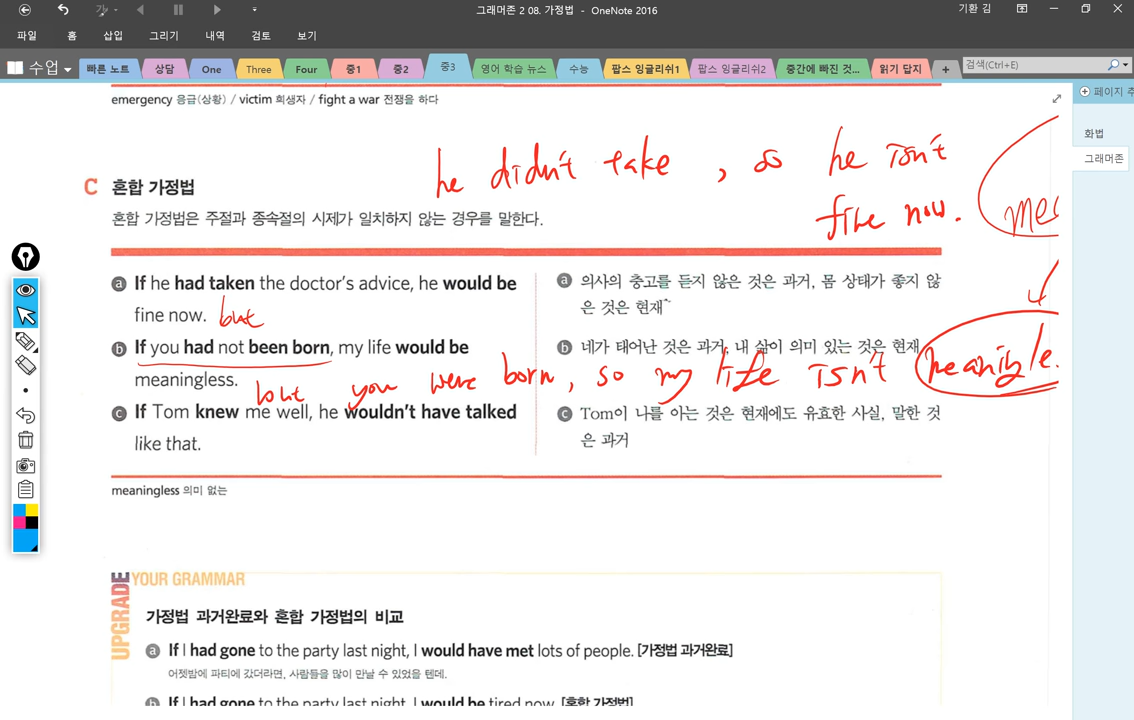 그래머존 2 08. 가정법 - OneNote 2016
기환 김
파일 홈 삽입 그리기 내역 검토 보기
수업 빠른 노트 상담 One Three Four 중1 중2 중3 영어 학습 뉴스 수능 팝스 잉글리쉬1 팝스 잉글리쉬2 중간에 빠진 것... 읽기 답지 + 검색(Ctrl+E)
페이지 추
화법
그래머존
emergency 응급(상황) / victim 희생자 / fight a war 전쟁을 하다
he didn't take , so he isn't
fine now.
C 혼합 가정법
혼합 가정법은 주절과 종속절의 시제가 일치하지 않는 경우를 말한다.
ⓐ If he had taken the doctor's advice, he would be
fine now. but
ⓑ If you had not been born, my life would be
meaningless.
but you were born, so my life isn't
ⓒ If Tom knew me well, he wouldn't have talked
like that.
ⓐ 의사의 충고를 듣지 않은 것은 과거, 몸 상태가 좋지 않
은 것은 현재
ⓑ 네가 태어난 것은 과거, 내 삶이 의미 있는 것은 현재
ⓒ Tom이 나를 아는 것은 현재에도 유효한 사실, 말한 것
은 과거
meaningless 의미 없는
UPGRADE YOUR GRAMMAR
가정법 과거완료와 혼합 가정법의 비교
ⓐ If I had gone to the party last night, I would have met lots of people. [가정법 과거완료]
어젯밤에 파티에 갔더라면, 사람들을 많이 만날 수 있었을 텐데.
ⓑ If I had gone to the party last night, I would be tired now. [혼합 가정법]